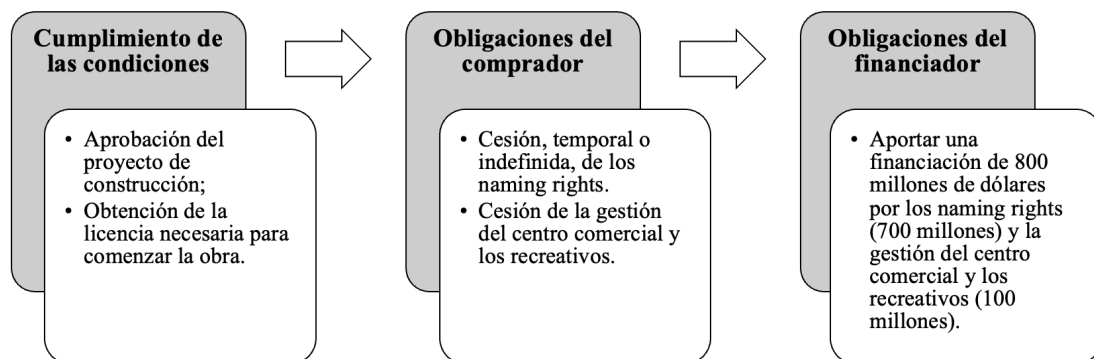 Cumplimiento de
las condiciones
• Aprobación del
proyecto de
construcción;
• Obtención de la
licencia necesaria para
comenzar la obra.
Obligaciones del
comprador
• Cesión, temporal o
indefinida, de los
naming rights.
• Cesión de la gestión
del centro comercial y
los recreativos.
Obligaciones del
financiador
• Aportar una
financiación de 800
millones de dólares
por los naming rights
(700 millones) y la
gestión del centro
comercial y los
recreativos (100
millones).